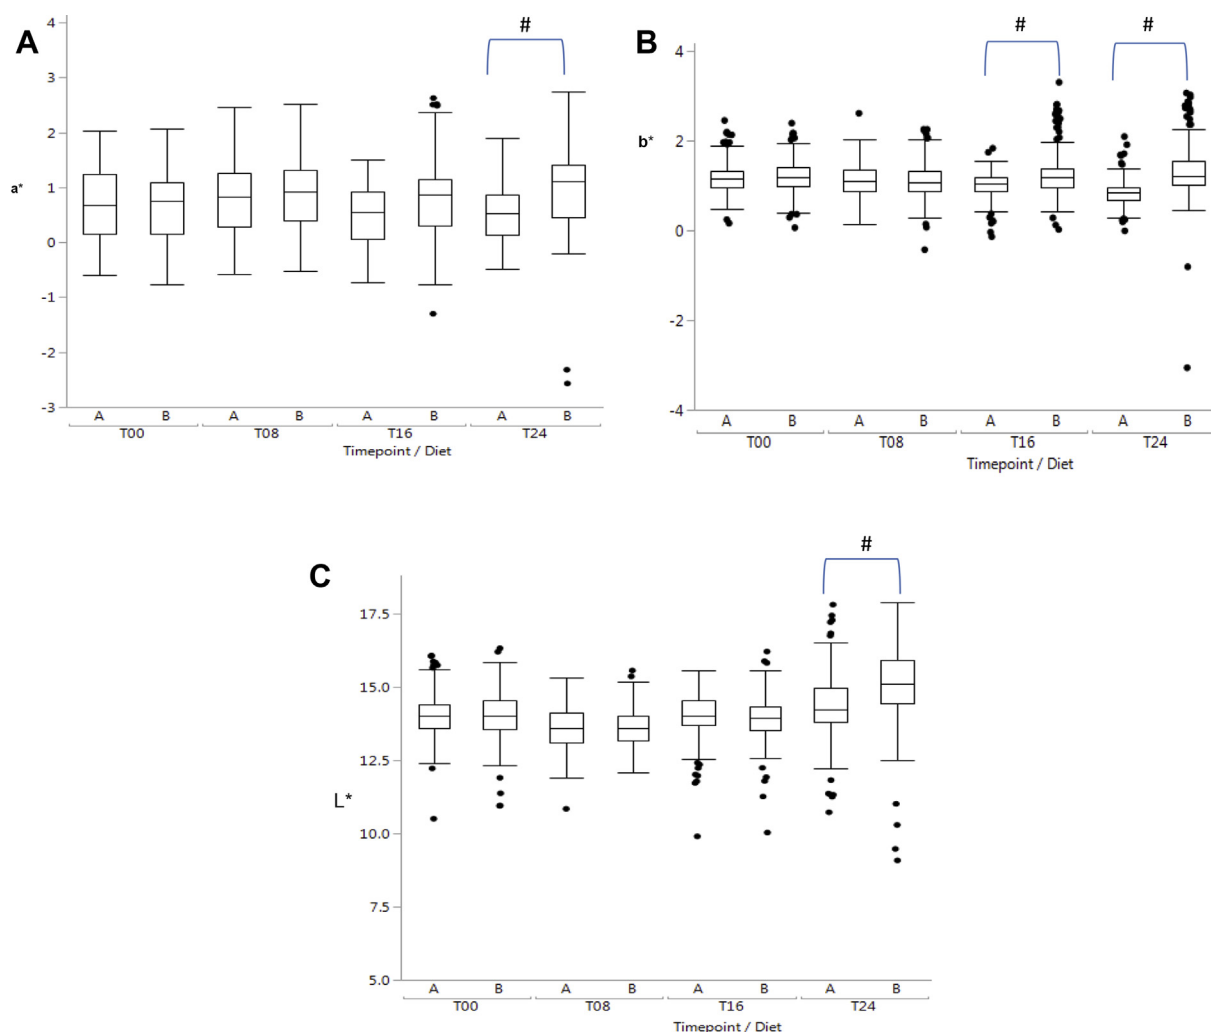 A
#
4
3
2
1
0
-1
-2
-3
a*
A B A B A B A B
T00 T08 T16 T24
Timepoint / Diet
B
# #
4
2
0
-2
-4
b*
A B A B A B A B
T00 T08 T16 T24
Timepoint / Diet
C
#
17.5
15.0
12.5
10.0
7.5
5.0
L*
A B A B A B A B
T00 T08 T16 T24
Timepoint / Diet